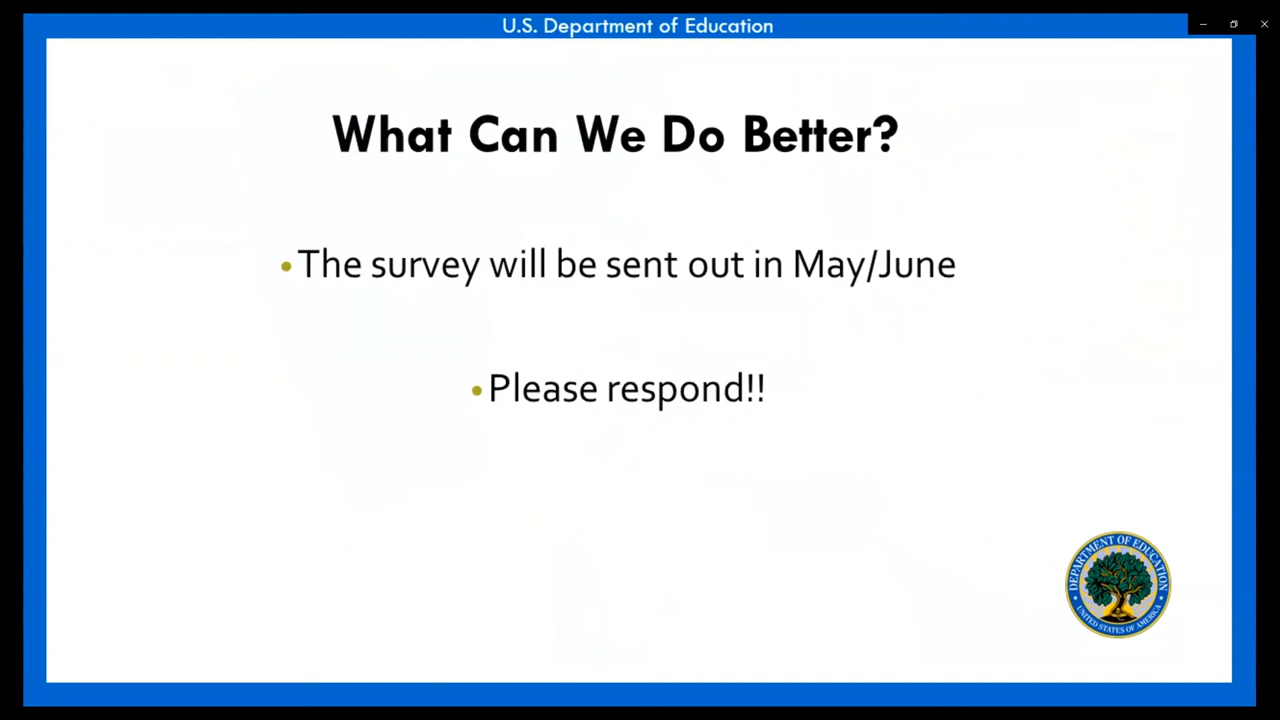 U.S. Department of Education
What Can We Do Better?
•The survey will be sent out in May/June
•Please respond!!
DEPARTMENT OF EDUCATION
UNITED STATES OF AMERICA